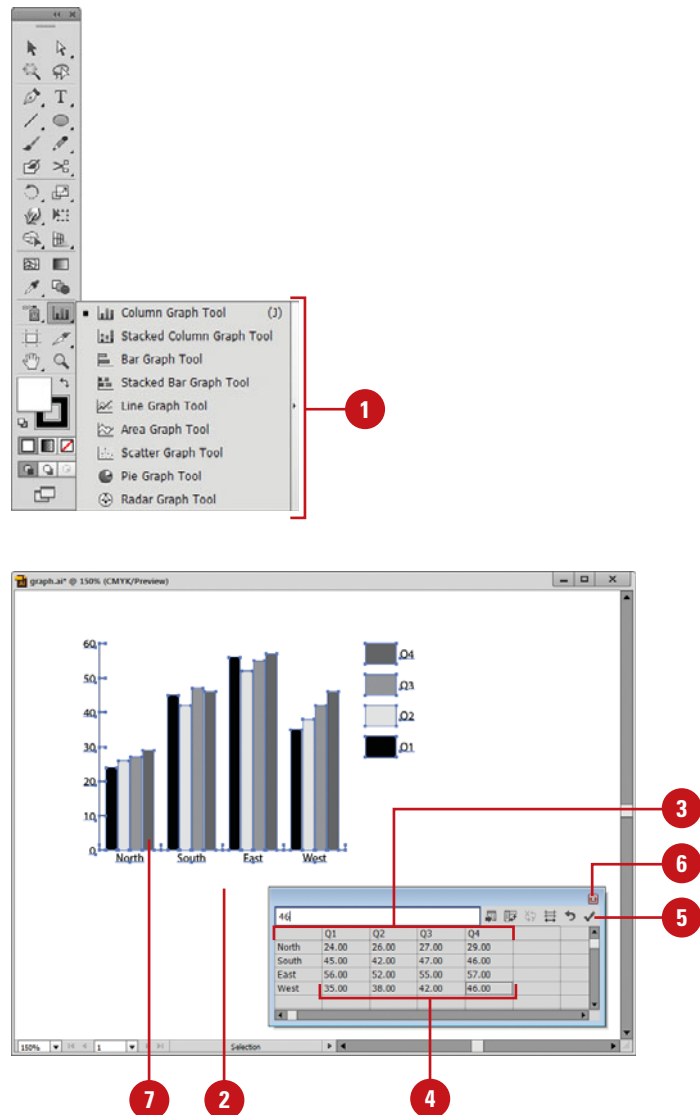 T
Column Graph Tool (J)
Stacked Column Graph Tool
Bar Graph Tool
Stacked Bar Graph Tool
Line Graph Tool
Area Graph Tool
Scatter Graph Tool
Pie Graph Tool
Radar Graph Tool
1
graph.ai* @ 150% (CMYK/Preview)
60
50
40
30
20
10
0
North South East West
Q4
Q3
Q2
Q1
3
6
5
46
Q1 Q2 Q3 Q4
North 24.00 26.00 27.00 29.00
South 45.00 42.00 47.00 46.00
East 56.00 52.00 55.00 57.00
West 35.00 38.00 42.00 46.00
150% 1 Selection
7 2 4